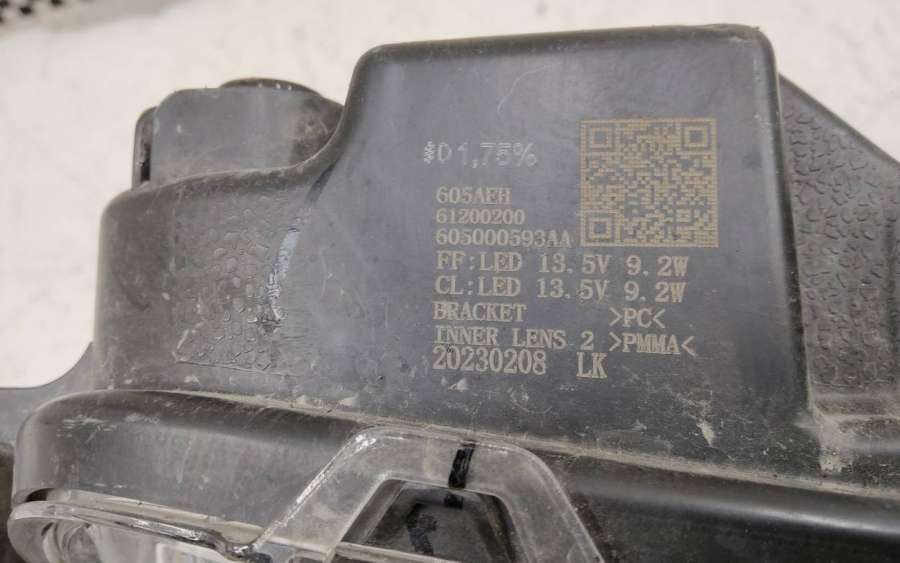 01,75%
605AEH
61200200
605000593AA
FF:LED 13.5V 9.2W
CL:LED 13.5V 9.2W
BRACKET >PC<
INNER LENS 2 >PMMA<
20230208 LK